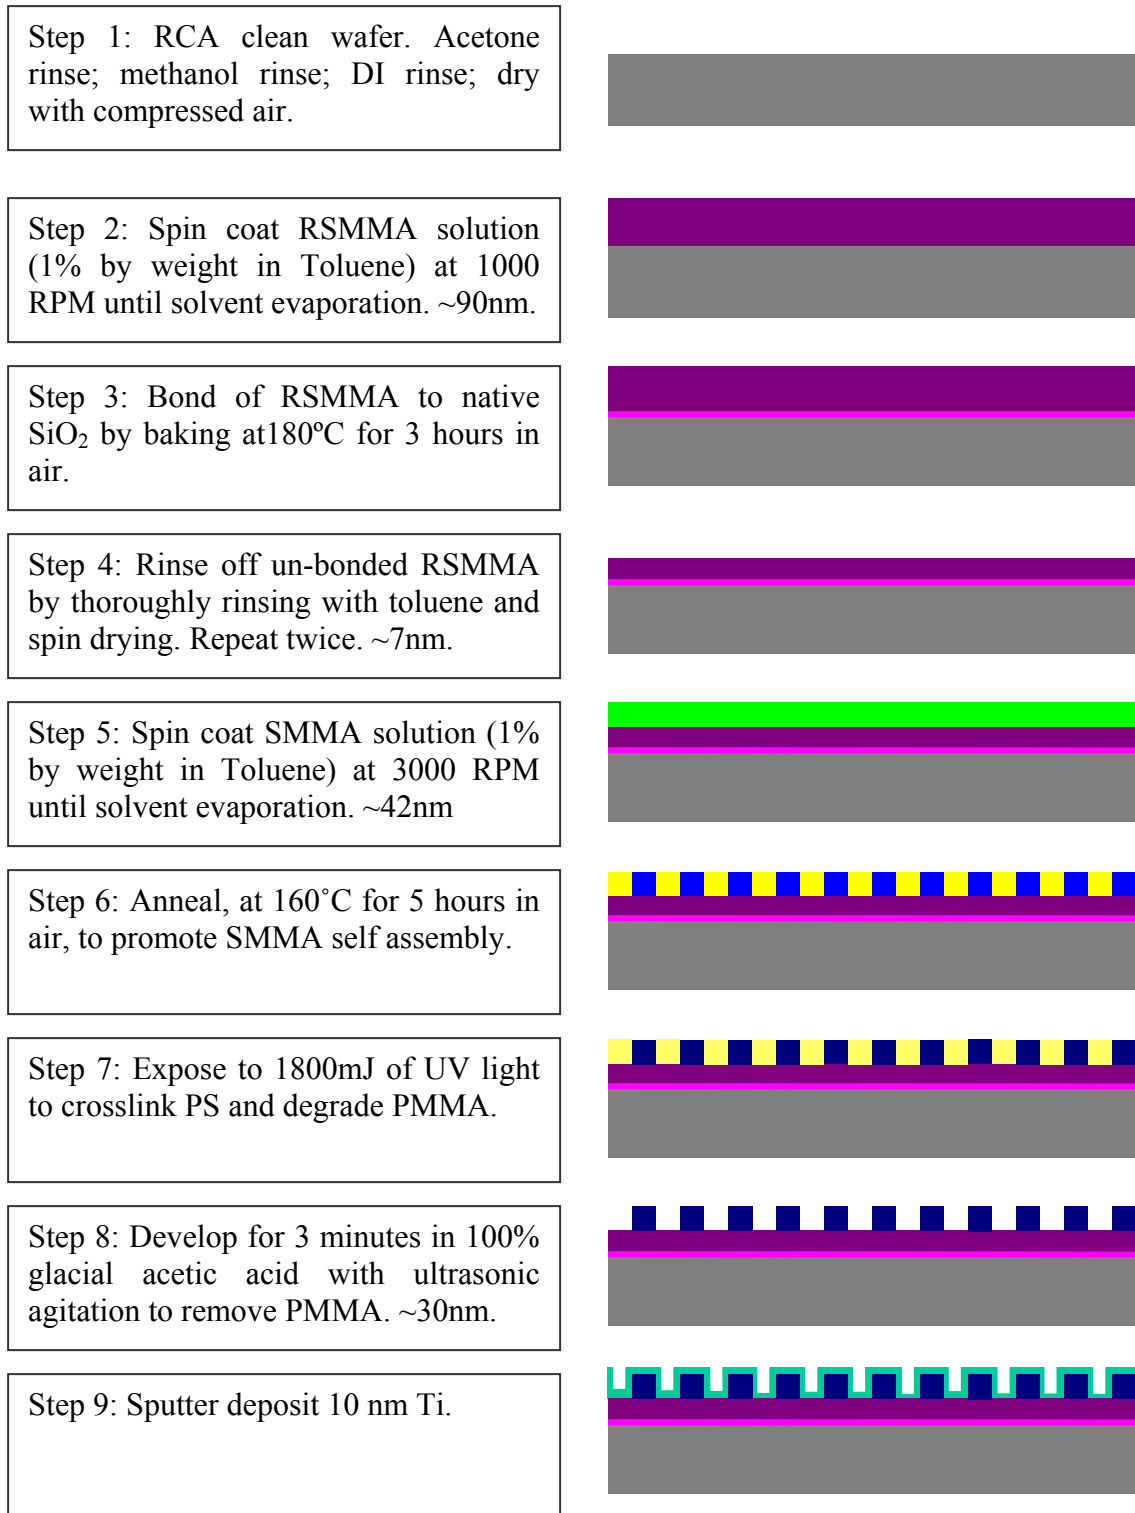 Step 1: RCA clean wafer. Acetone
rinse; methanol rinse; DI rinse; dry
with compressed air.
Step 2: Spin coat RSMMA solution
(1% by weight in Toluene) at 1000
RPM until solvent evaporation. ~90nm.
Step 3: Bond of RSMMA to native
SiO₂ by baking at180ºC for 3 hours in
air.
Step 4: Rinse off un-bonded RSMMA
by thoroughly rinsing with toluene and
spin drying. Repeat twice. ~7nm.
Step 5: Spin coat SMMA solution (1%
by weight in Toluene) at 3000 RPM
until solvent evaporation. ~42nm
Step 6: Anneal, at 160˚C for 5 hours in
air, to promote SMMA self assembly.
Step 7: Expose to 1800mJ of UV light
to crosslink PS and degrade PMMA.
Step 8: Develop for 3 minutes in 100%
glacial acetic acid with ultrasonic
agitation to remove PMMA. ~30nm.
Step 9: Sputter deposit 10 nm Ti.